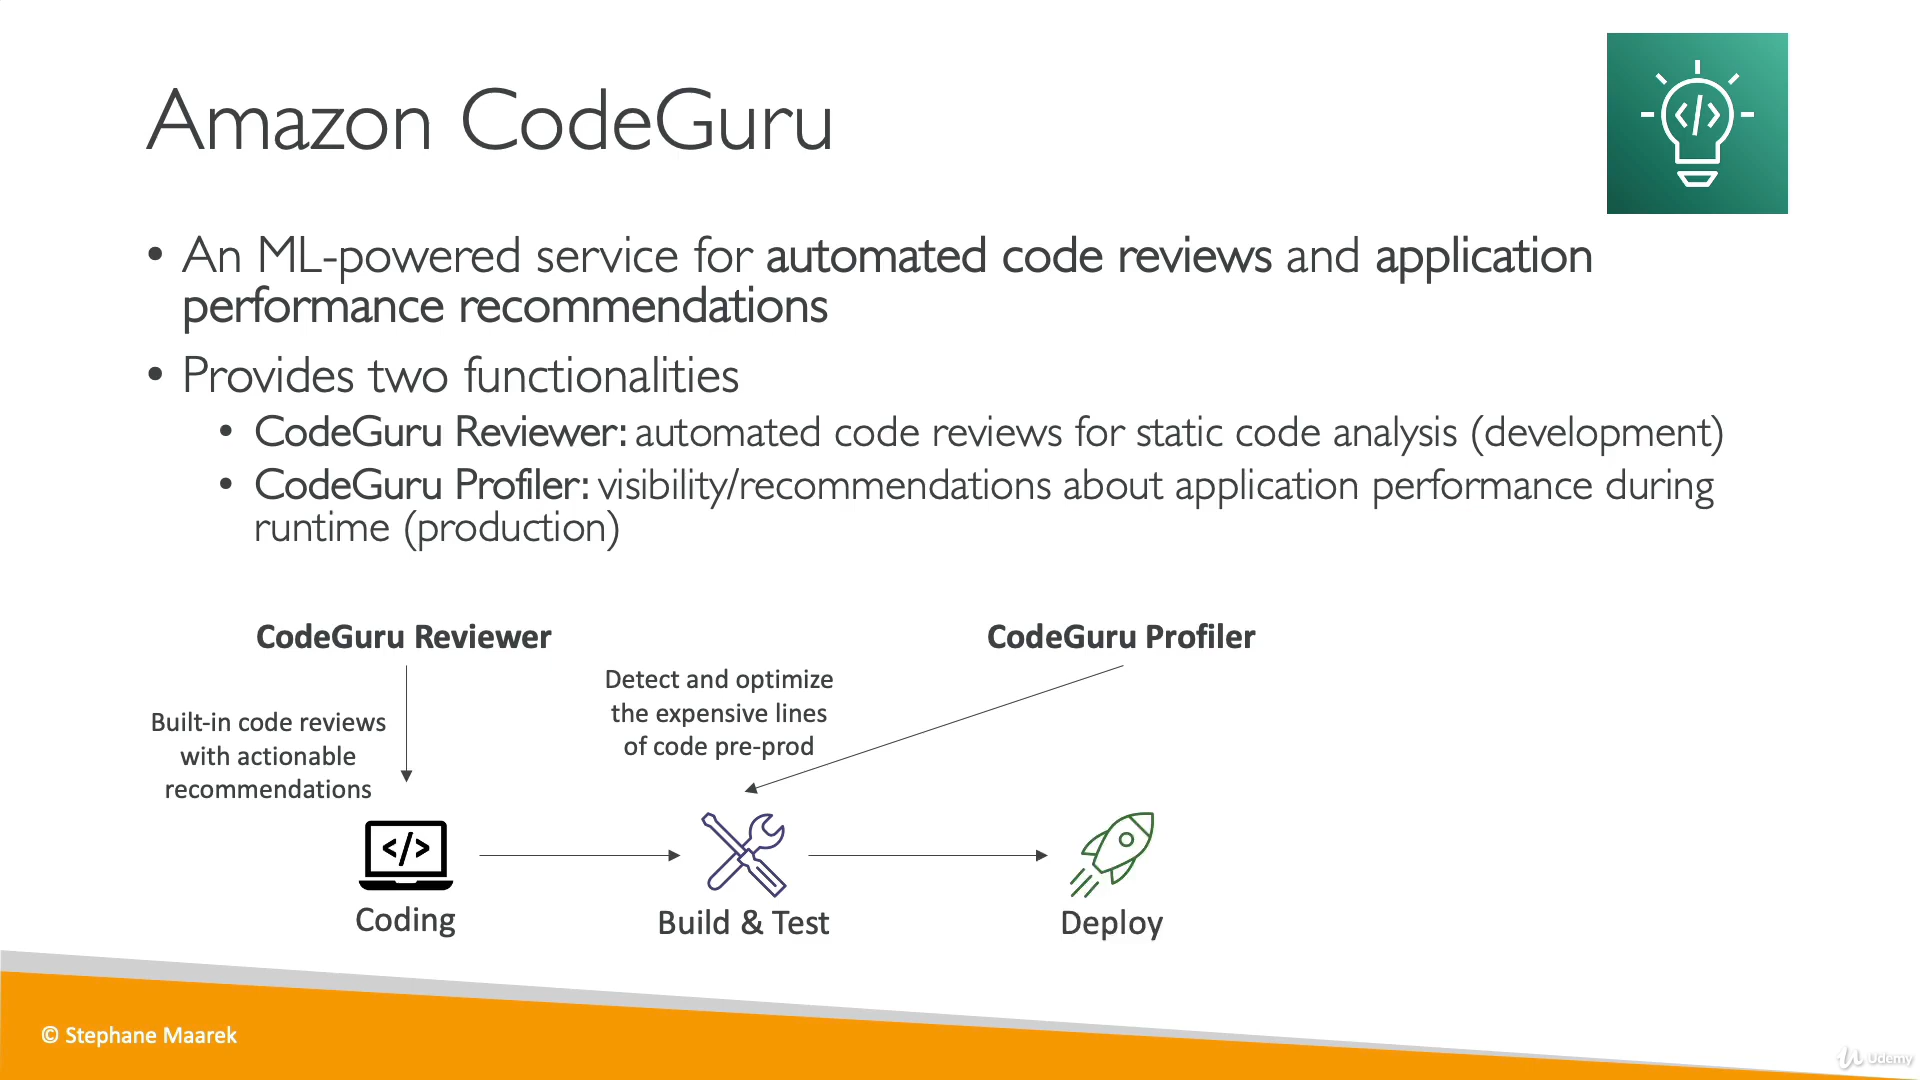 Amazon CodeGuru
</>
• An ML-powered service for automated code reviews and application
performance recommendations
• Provides two functionalities
• CodeGuru Reviewer: automated code reviews for static code analysis (development)
• CodeGuru Profiler: visibility/recommendations about application performance during
runtime (production)
CodeGuru Reviewer
CodeGuru Profiler
Built-in code reviews
with actionable
recommendations
Detect and optimize
the expensive lines
of code pre-prod
</>
Coding
Build & Test
Deploy
© Stephane Maarek
Udemy